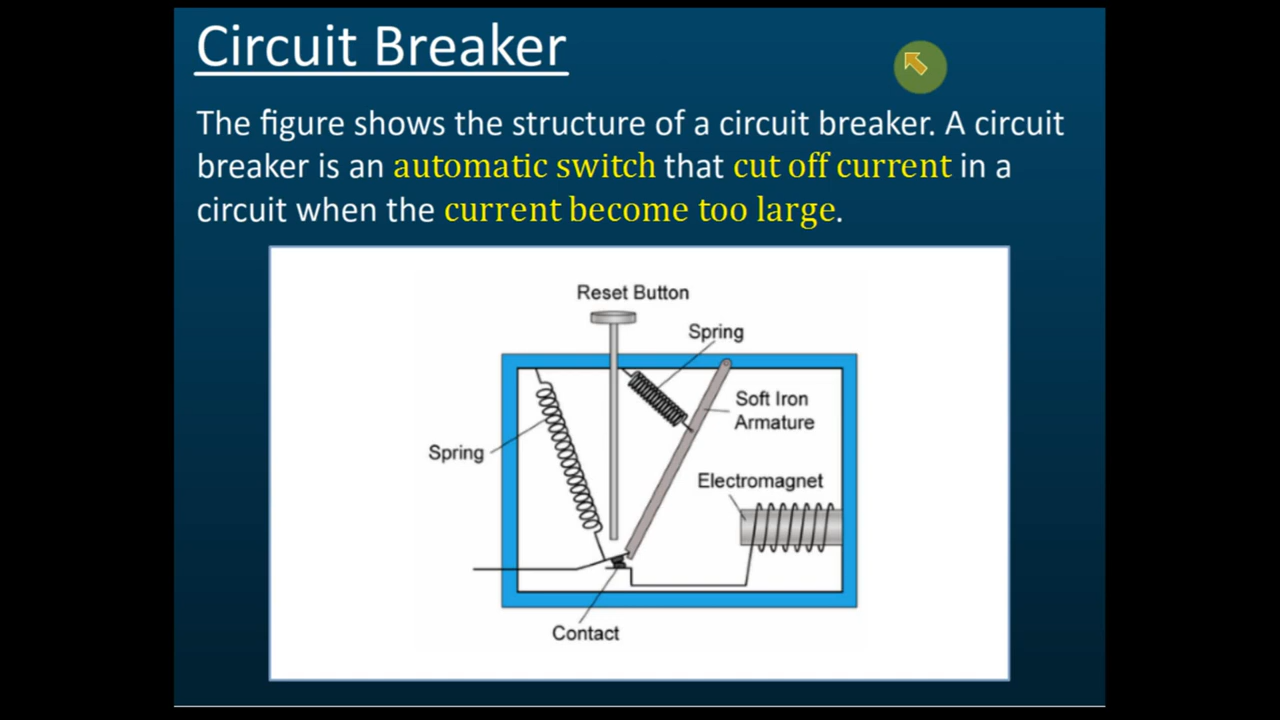 Circuit Breaker
The figure shows the structure of a circuit breaker. A circuit
breaker is an automatic switch that cut off current in a
circuit when the current become too large.
Reset Button
Spring
Soft Iron
Armature
Spring
Electromagnet
Contact